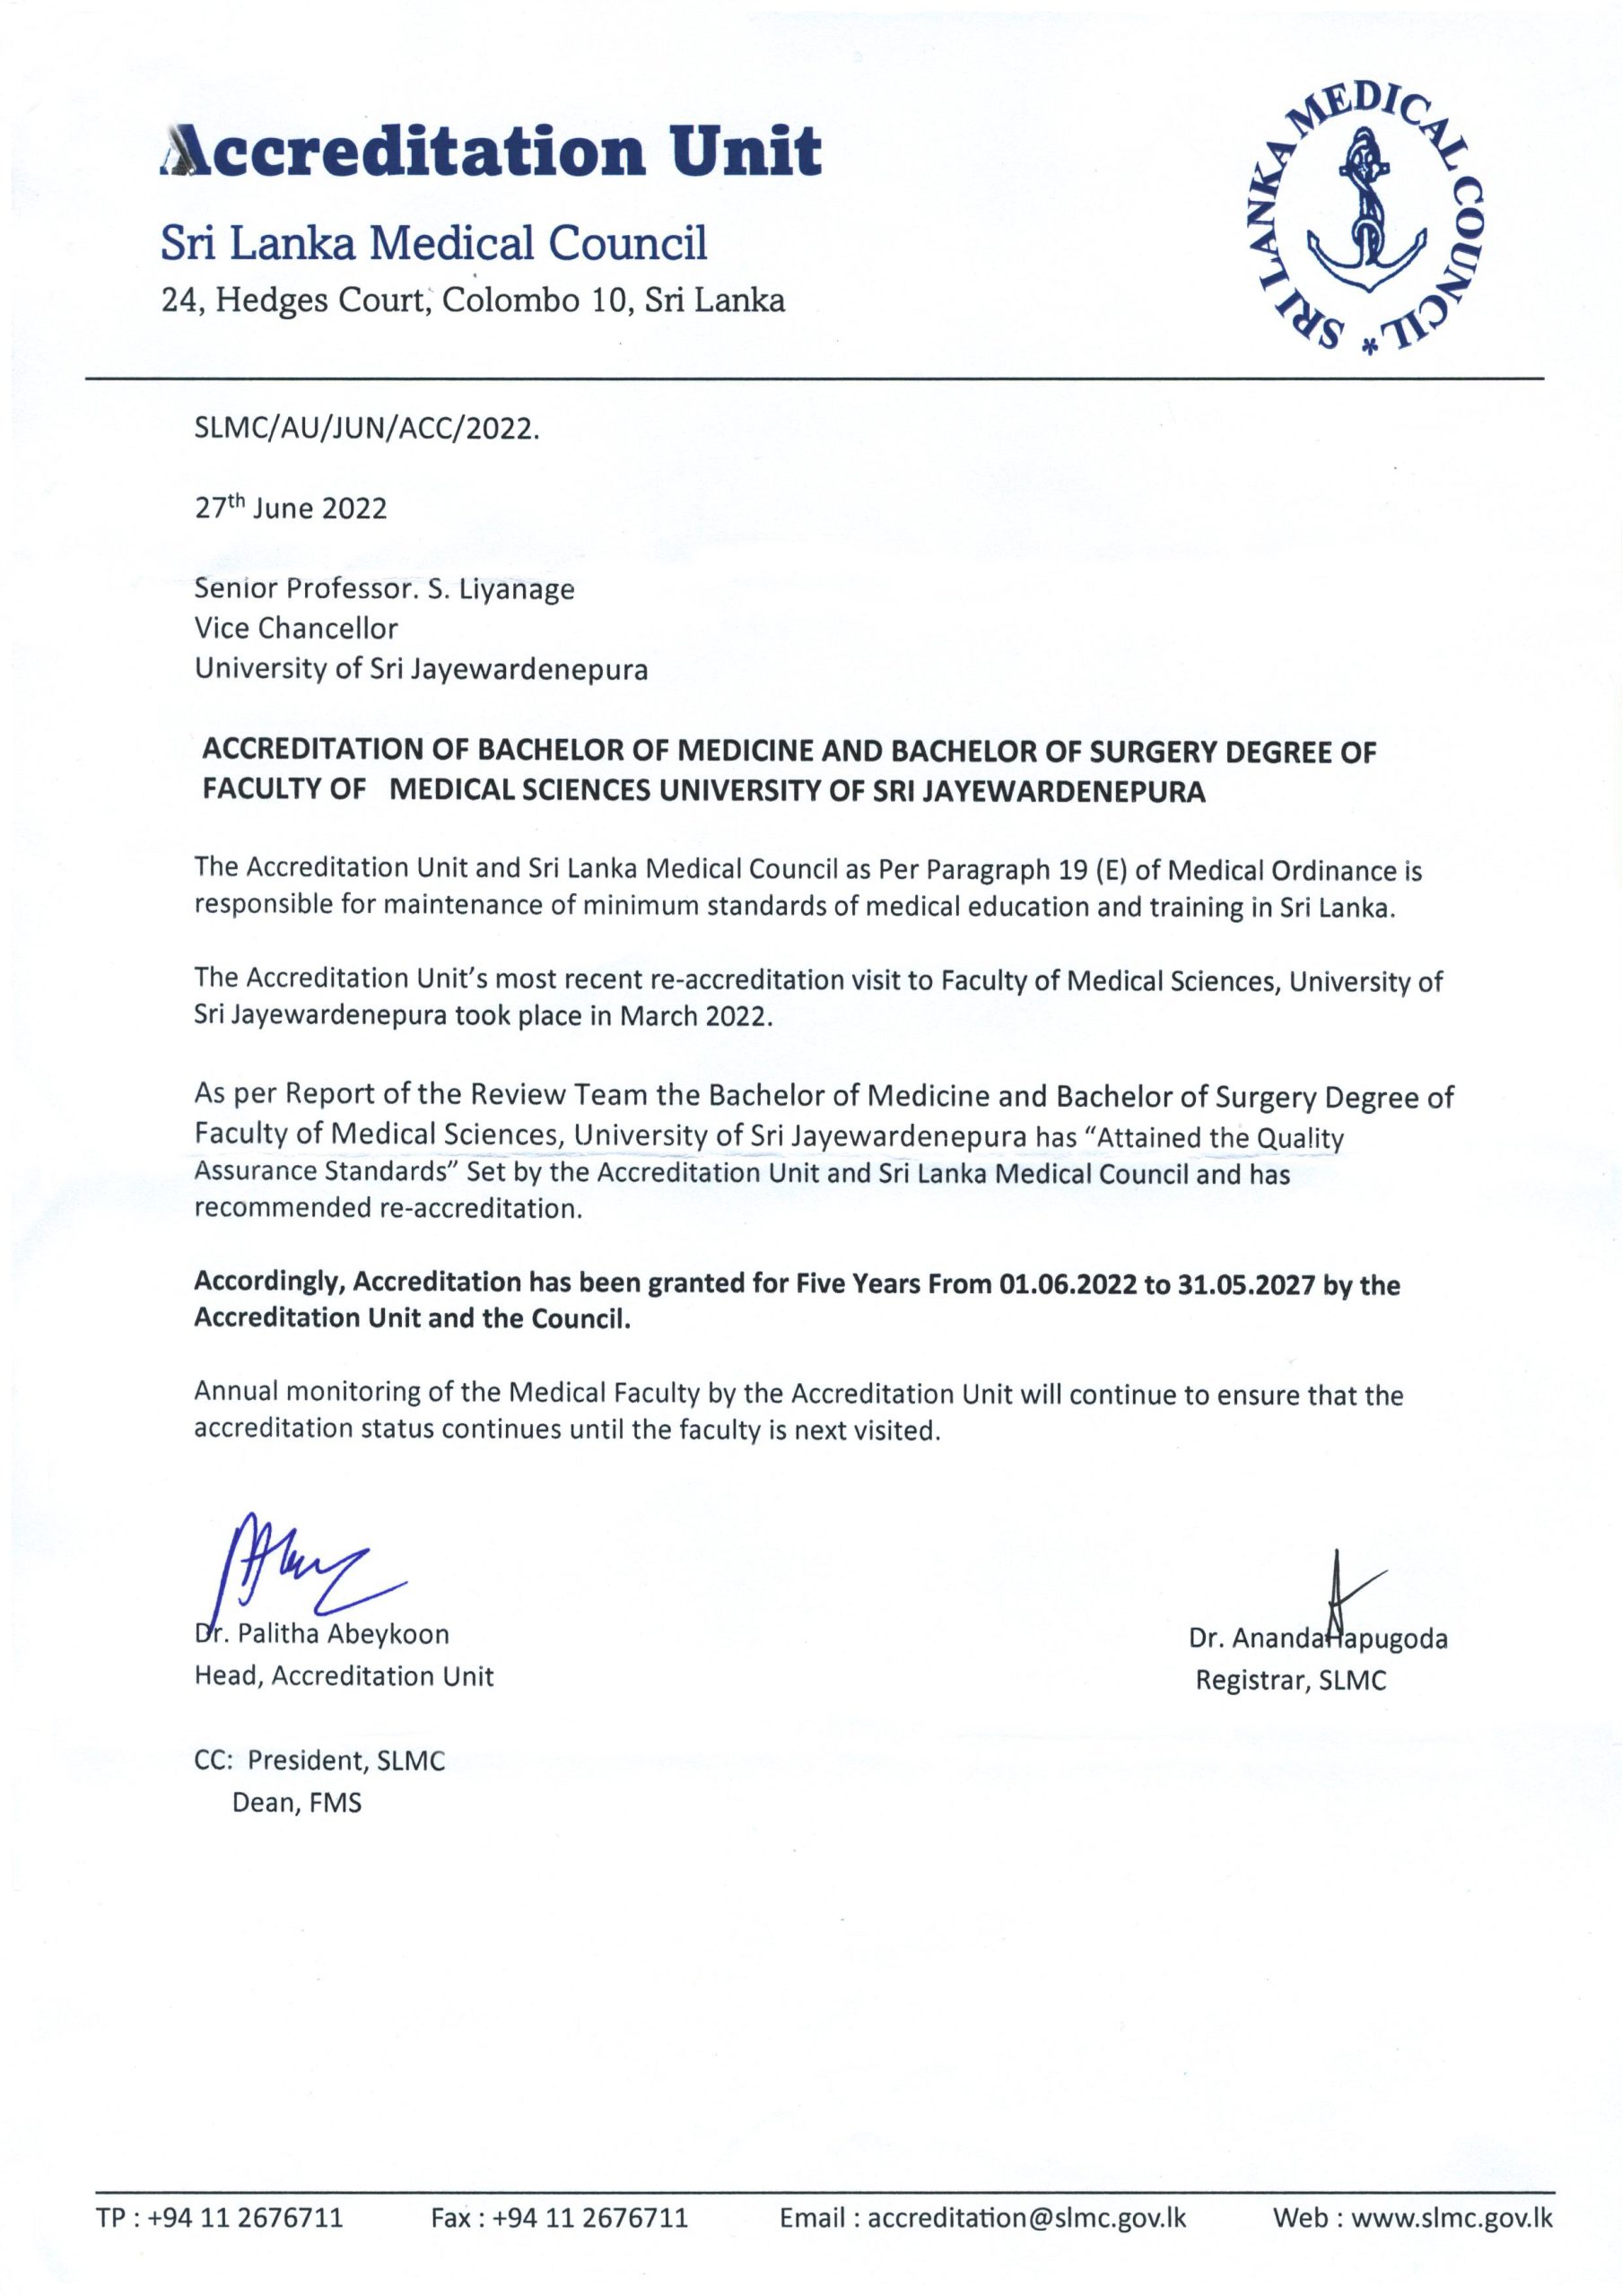 Accreditation Unit
Sri Lanka Medical Council
24, Hedges Court, Colombo 10, Sri Lanka
SRI LANKA MEDICAL COUNCIL *
SLMC/AU/JUN/ACC/2022.
27th June 2022
Senior Professor. S. Liyanage
Vice Chancellor
University of Sri Jayewardenepura
ACCREDITATION OF BACHELOR OF MEDICINE AND BACHELOR OF SURGERY DEGREE OF
FACULTY OF MEDICAL SCIENCES UNIVERSITY OF SRI JAYEWARDENEPURA
The Accreditation Unit and Sri Lanka Medical Council as Per Paragraph 19 (E) of Medical Ordinance is
responsible for maintenance of minimum standards of medical education and training in Sri Lanka.
The Accreditation Unit’s most recent re-accreditation visit to Faculty of Medical Sciences, University of
Sri Jayewardenepura took place in March 2022.
As per Report of the Review Team the Bachelor of Medicine and Bachelor of Surgery Degree of
Faculty of Medical Sciences, University of Sri Jayewardenepura has “Attained the Quality
Assurance Standards” Set by the Accreditation Unit and Sri Lanka Medical Council and has
recommended re-accreditation.
Accordingly, Accreditation has been granted for Five Years From 01.06.2022 to 31.05.2027 by the
Accreditation Unit and the Council.
Annual monitoring of the Medical Faculty by the Accreditation Unit will continue to ensure that the
accreditation status continues until the faculty is next visited.
Dr. Palitha Abeykoon
Head, Accreditation Unit
Dr. Ananda Hapugoda
Registrar, SLMC
CC: President, SLMC
Dean, FMS
TP : +94 11 2676711 Fax : +94 11 2676711 Email : accreditation@slmc.gov.lk Web : www.slmc.gov.lk